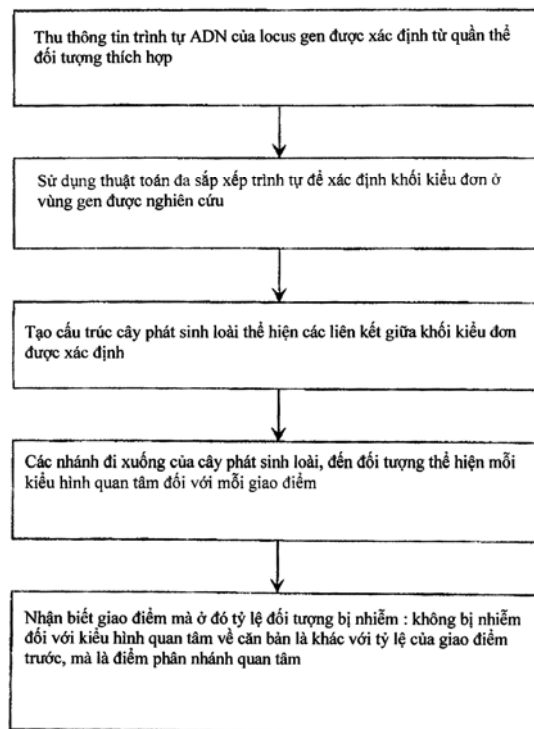 Thu thông tin trình tự ADN của locus gen được xác định từ quần thể
đối tượng thích hợp
Sử dụng thuật toán đa sắp xếp trình tự để xác định khối kiểu đơn ở
vùng gen được nghiên cứu
Tạo cấu trúc cây phát sinh loài thể hiện các liên kết giữa khối kiểu đơn
được xác định
Các nhánh đi xuống của cây phát sinh loài, đến đối tượng thể hiện mỗi
kiểu hình quan tâm đối với mỗi giao điểm
Nhận biết giao điểm mà ở đó tỷ lệ đối tượng bị nhiễm : không bị nhiễm
đối với kiểu hình quan tâm về căn bản là khác với tỷ lệ của giao điểm
trước, mà là điểm phân nhánh quan tâm